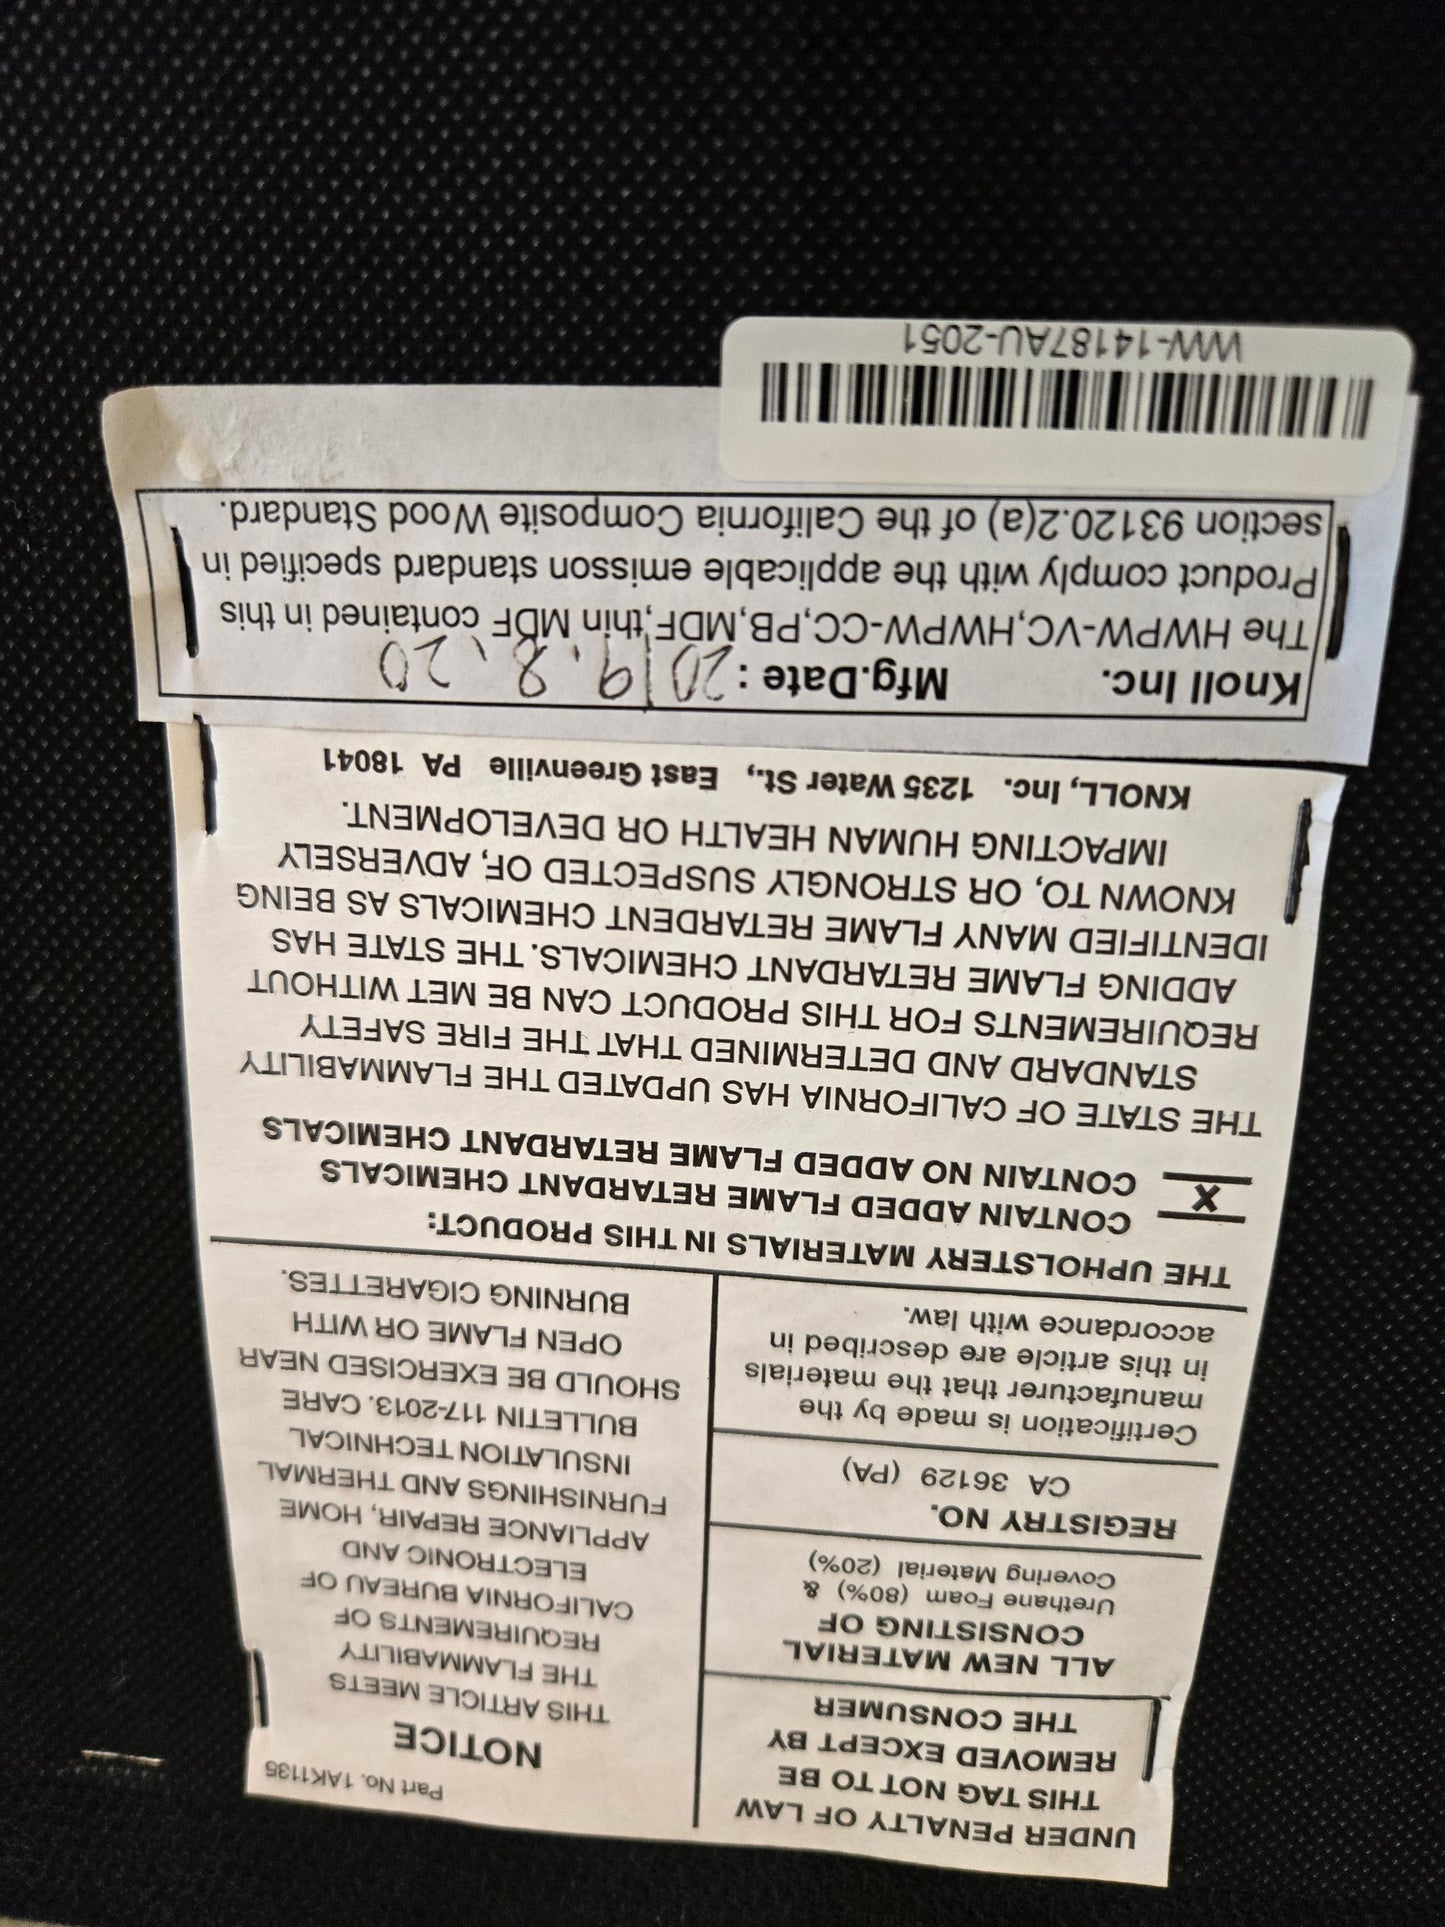 Part No. 1AK1135
UNDER PENALTY OF LAW
THIS TAG NOT TO BE
REMOVED EXCEPT BY
THE CONSUMER
ALL NEW MATERIAL
CONSISTING OF
Urethane Foam (80%) &
Covering Material (20%)
REGISTRY NO.
CA 36129 (PA)
Certification is made by the
manufacturer that the materials
in this article are described in
accordance with law.
NOTICE
THIS ARTICLE MEETS
THE FLAMMABILITY
REQUIREMENTS OF
CALIFORNIA BUREAU OF
ELECTRONIC AND
APPLIANCE REPAIR, HOME
FURNISHINGS AND THERMAL
INSULATION TECHNICAL
BULLETIN 117-2013. CARE
SHOULD BE EXERCISED NEAR
OPEN FLAME OR WITH
BURNING CIGARETTES.
THE UPHOLSTERY MATERIALS IN THIS PRODUCT:
CONTAIN ADDED FLAME RETARDANT CHEMICALS
X CONTAIN NO ADDED FLAME RETARDANT CHEMICALS
THE STATE OF CALIFORNIA HAS UPDATED THE FLAMMABILITY
STANDARD AND DETERMINED THAT THE FIRE SAFETY
REQUIREMENTS FOR THIS PRODUCT CAN BE MET WITHOUT
ADDING FLAME RETARDANT CHEMICALS. THE STATE HAS
IDENTIFIED MANY FLAME RETARDENT CHEMICALS AS BEING
KNOWN TO, OR STRONGLY SUSPECTED OF, ADVERSELY
IMPACTING HUMAN HEALTH OR DEVELOPMENT.
KNOLL, Inc. 1235 Water St., East Greenville PA 18041
Knoll Inc. Mfg.Date : 2019. 8. 20
The HWPW-VC,HWPW-CC,PB,MDF,thin MDF contained in this
Product comply with the applicable emisson standard specified in
section 93120.2(a) of the California Composite Wood Standard.
WW-14187AU-2051